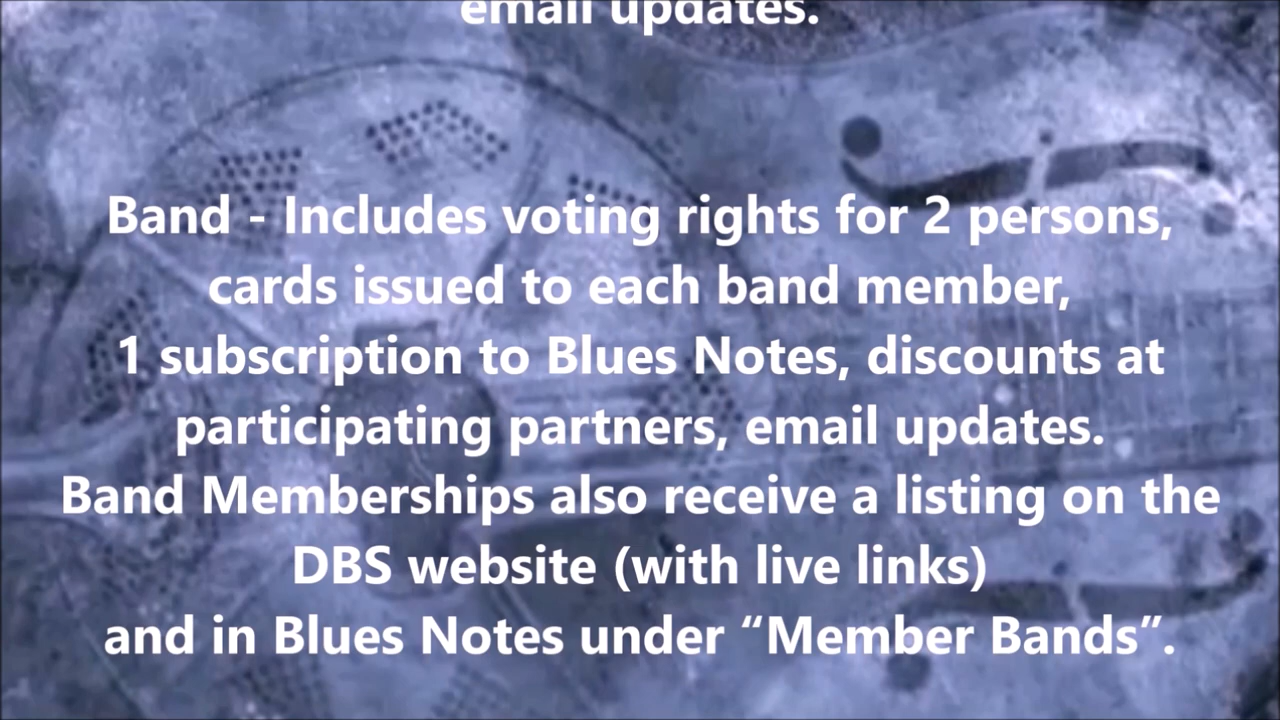 email updates.
Band - Includes voting rights for 2 persons,
cards issued to each band member,
1 subscription to Blues Notes, discounts at
participating partners, email updates.
Band Memberships also receive a listing on the
DBS website (with live links)
and in Blues Notes under “Member Bands”.